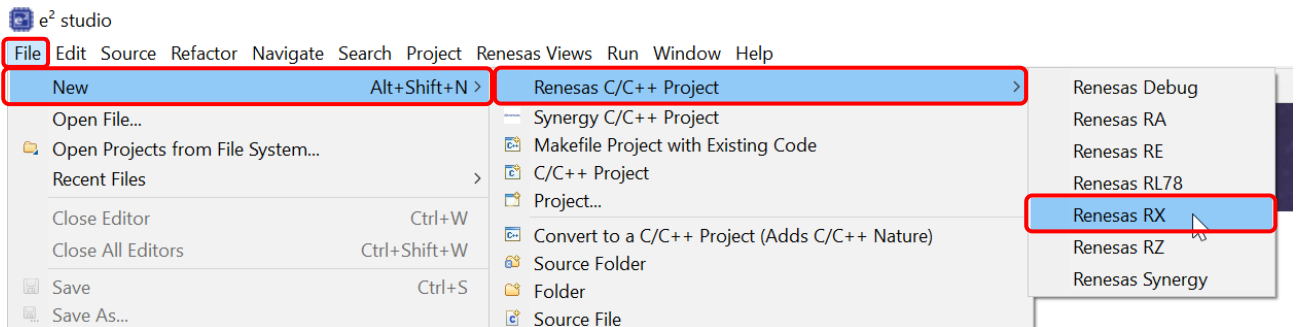 e² studio
File Edit Source Refactor Navigate Search Project Renesas Views Run Window Help
New Alt+Shift+N >
Open File...
Open Projects from File System...
Recent Files >
Close Editor Ctrl+W
Close All Editors Ctrl+Shift+W
Save Ctrl+S
Save As...
Renesas C/C++ Project >
Synergy C/C++ Project
Makefile Project with Existing Code
C/C++ Project
Project...
Convert to a C/C++ Project (Adds C/C++ Nature)
Source Folder
Folder
Source File
Renesas Debug
Renesas RA
Renesas RE
Renesas RL78
Renesas RX
Renesas RZ
Renesas Synergy